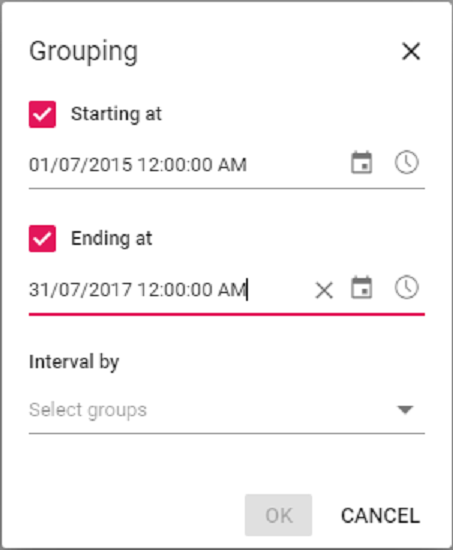 Grouping
Starting at
01/07/2015 12:00:00 AM
Ending at
31/07/2017 12:00:00 AM
Interval by
Select groups
OK CANCEL